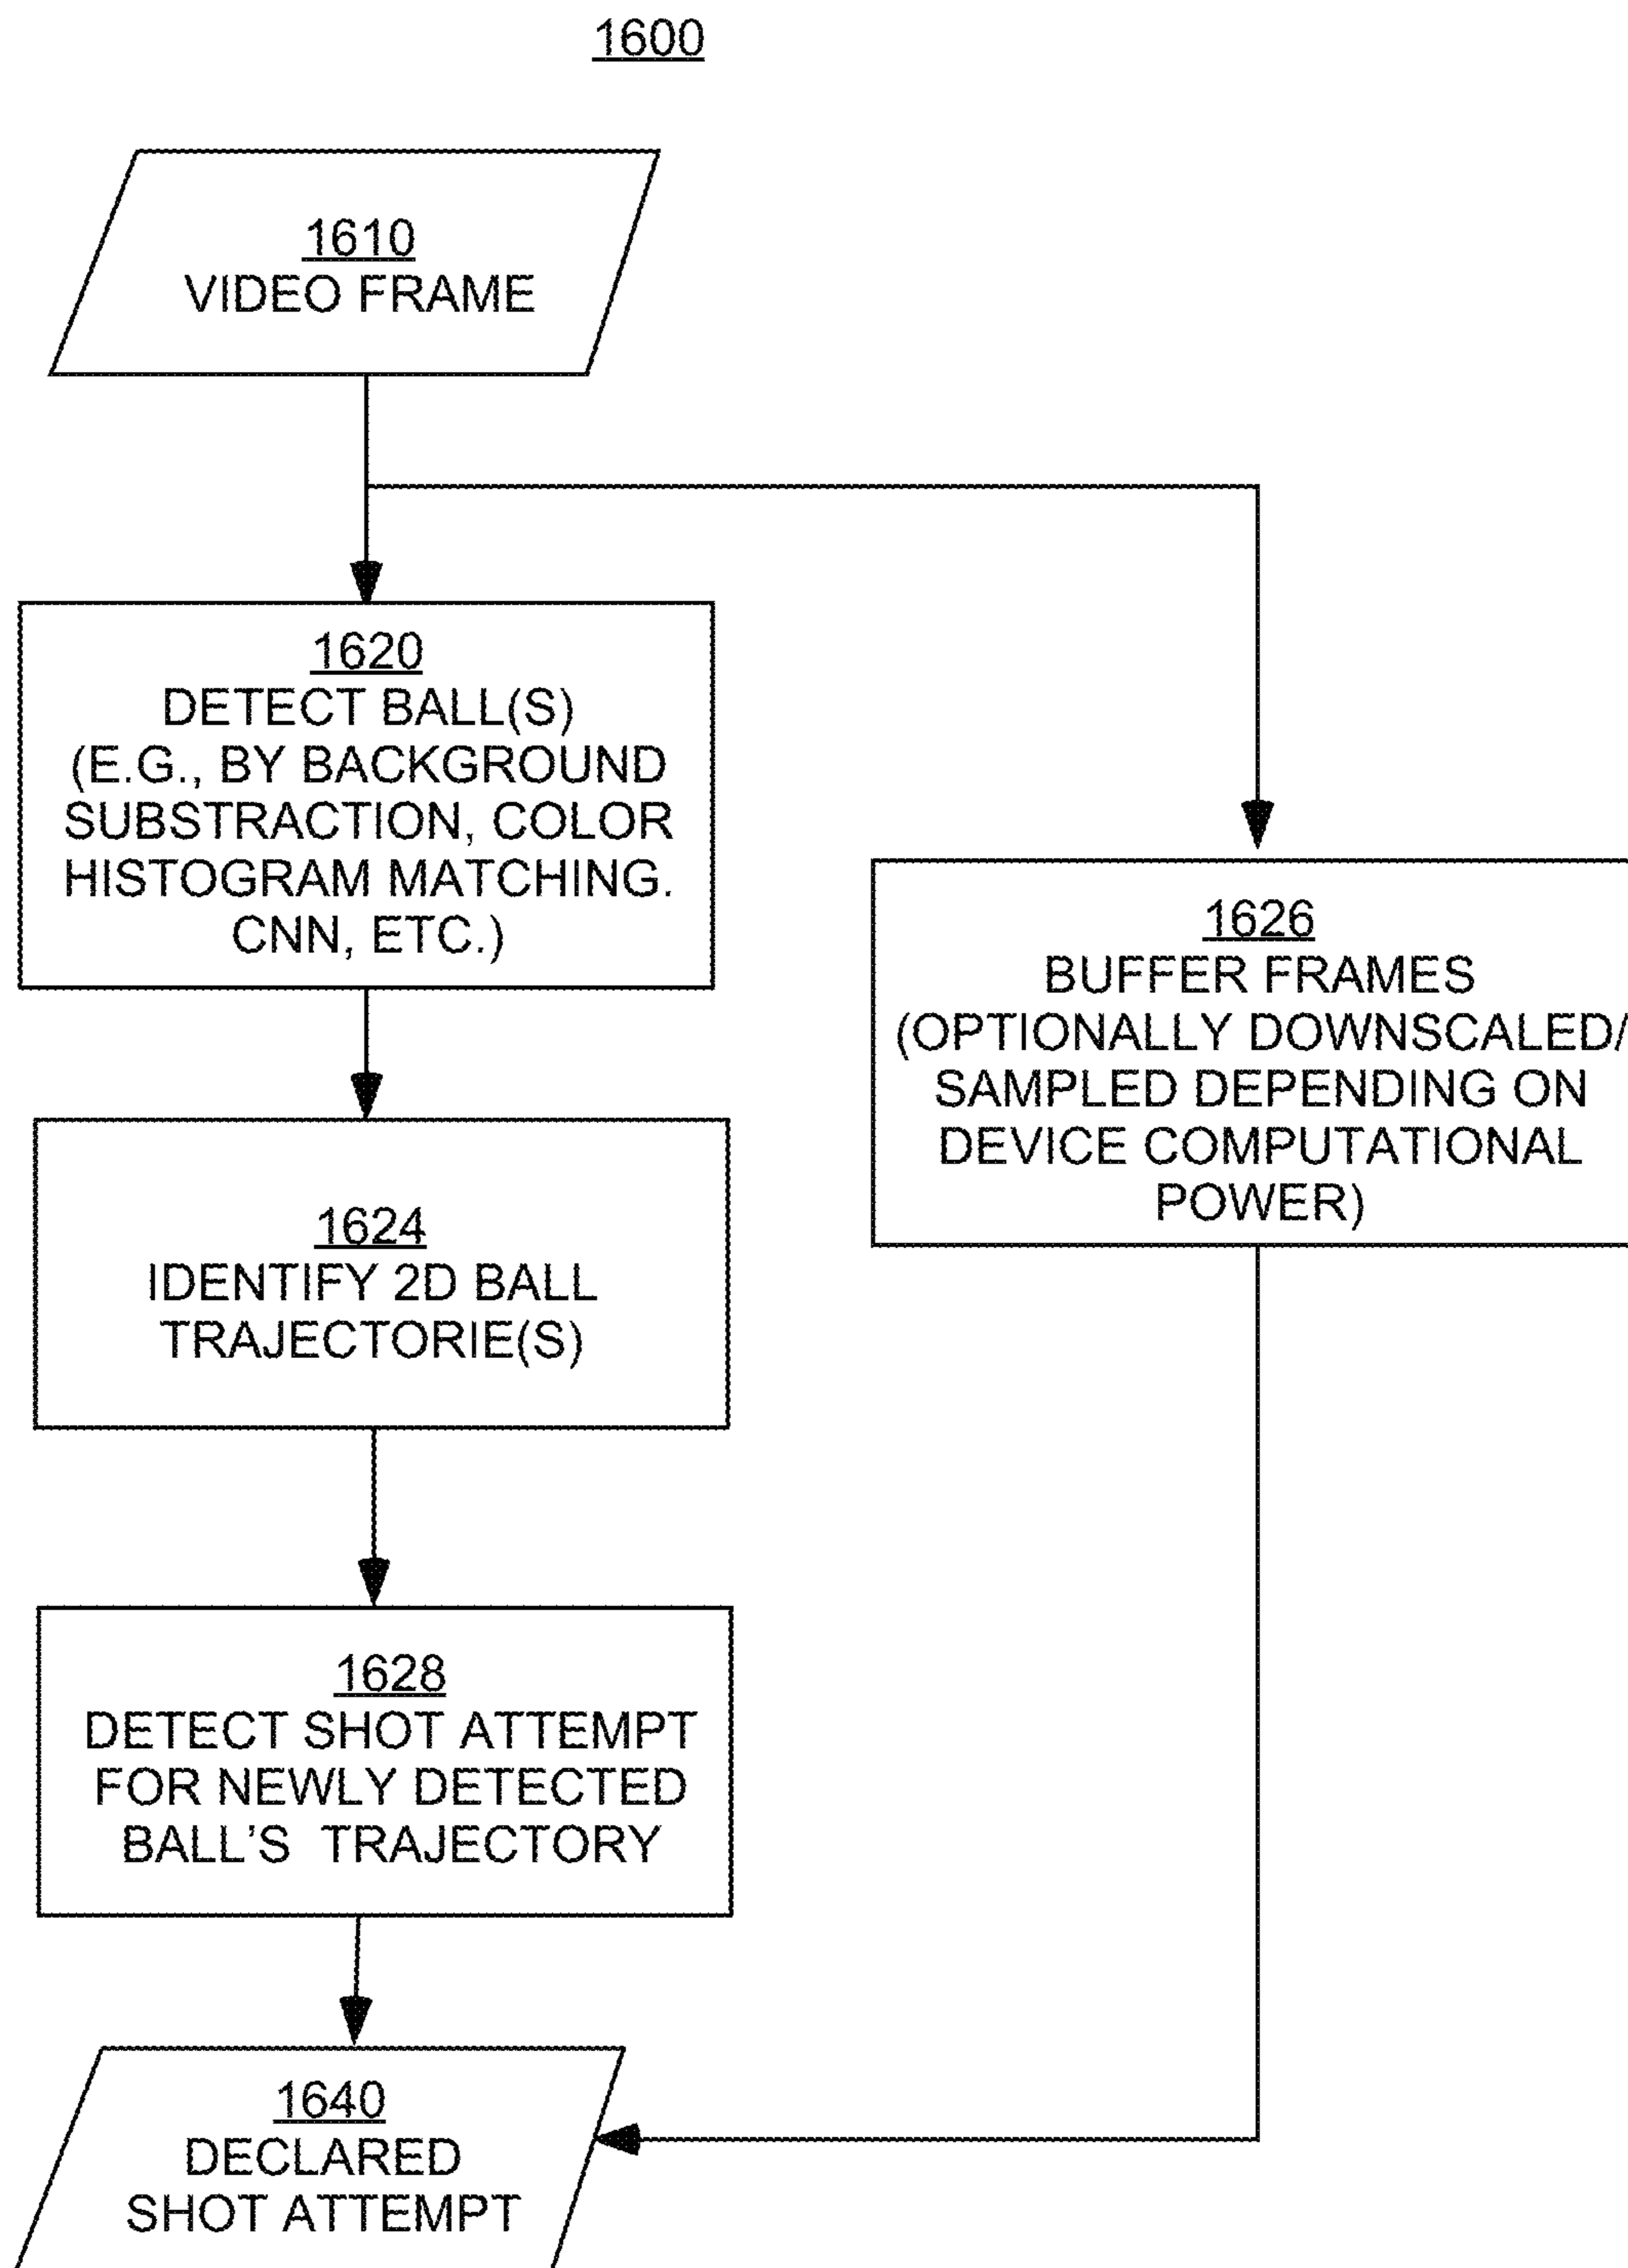 1600
1610
VIDEO FRAME
1620
DETECT BALL(S)
(E.G., BY BACKGROUND
SUBSTRACTION, COLOR
HISTOGRAM MATCHING.
CNN, ETC.)
1626
BUFFER FRAMES
(OPTIONALLY DOWNSCALED/
SAMPLED DEPENDING ON
DEVICE COMPUTATIONAL
POWER)
1624
IDENTIFY 2D BALL
TRAJECTORIE(S)
1628
DETECT SHOT ATTEMPT
FOR NEWLY DETECTED
BALL'S TRAJECTORY
1640
DECLARED
SHOT ATTEMPT